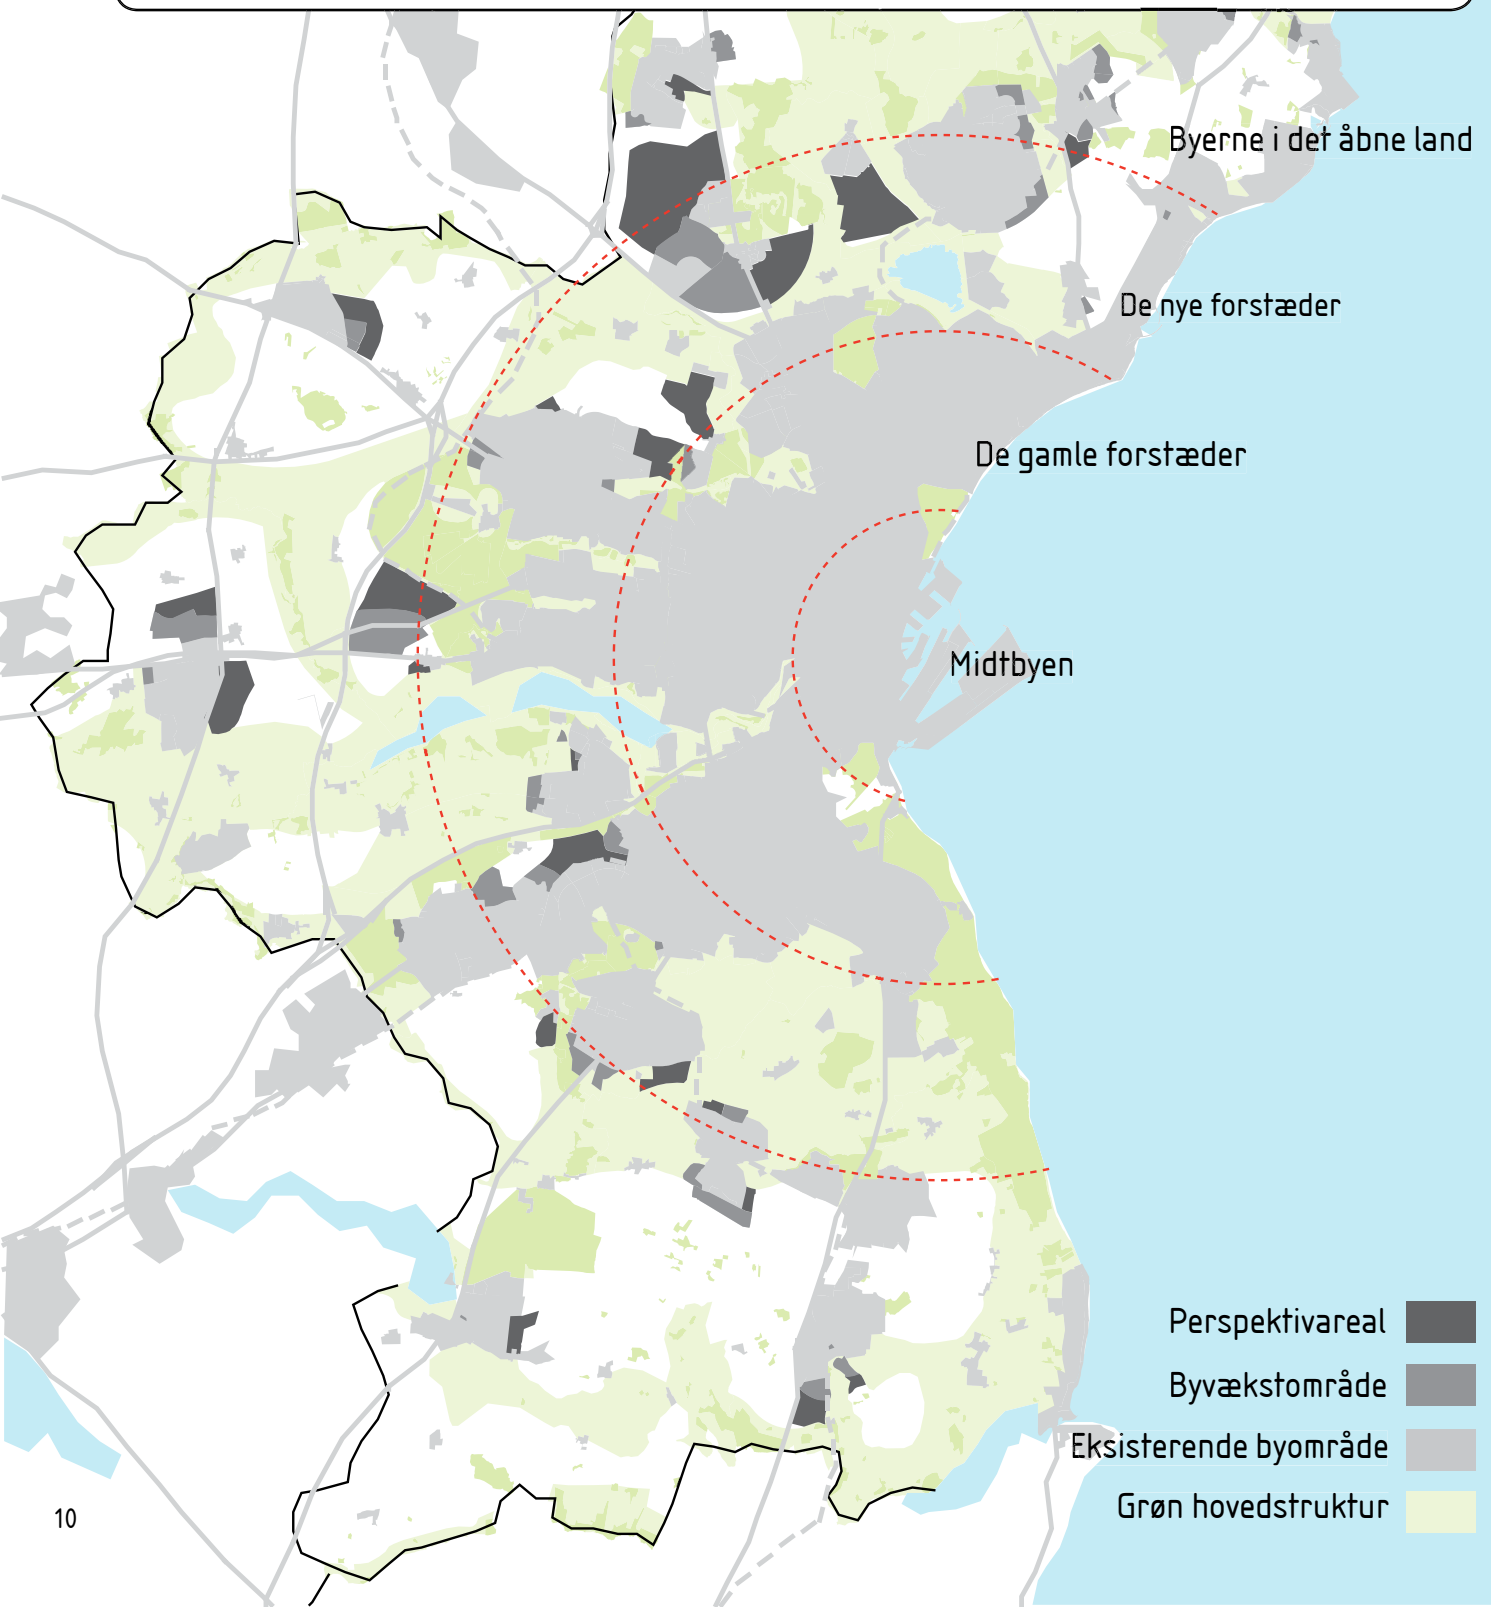 Byerne i det åbne land
De nye forstæder
De gamle forstæder
Midtbyen
Perspektivareal
Byvækstområde
Eksisterende byområde
Grøn hovedstruktur
10